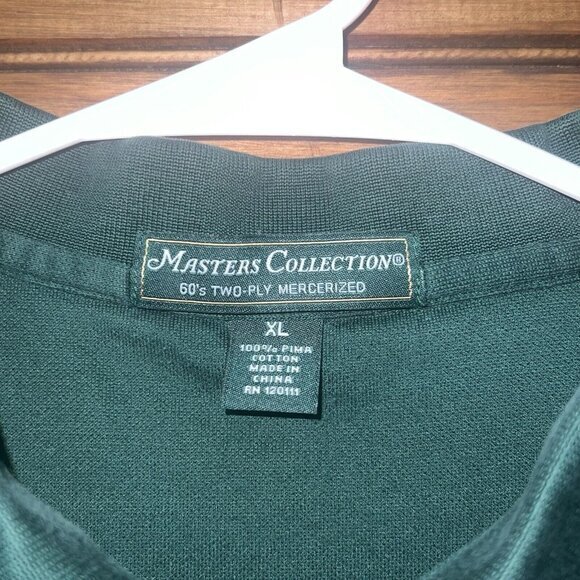 MASTERS COLLECTION®
60's TWO-PLY MERCERIZED
XL
100% PIMA
COTTON
MADE IN
CHINA
RN 120111